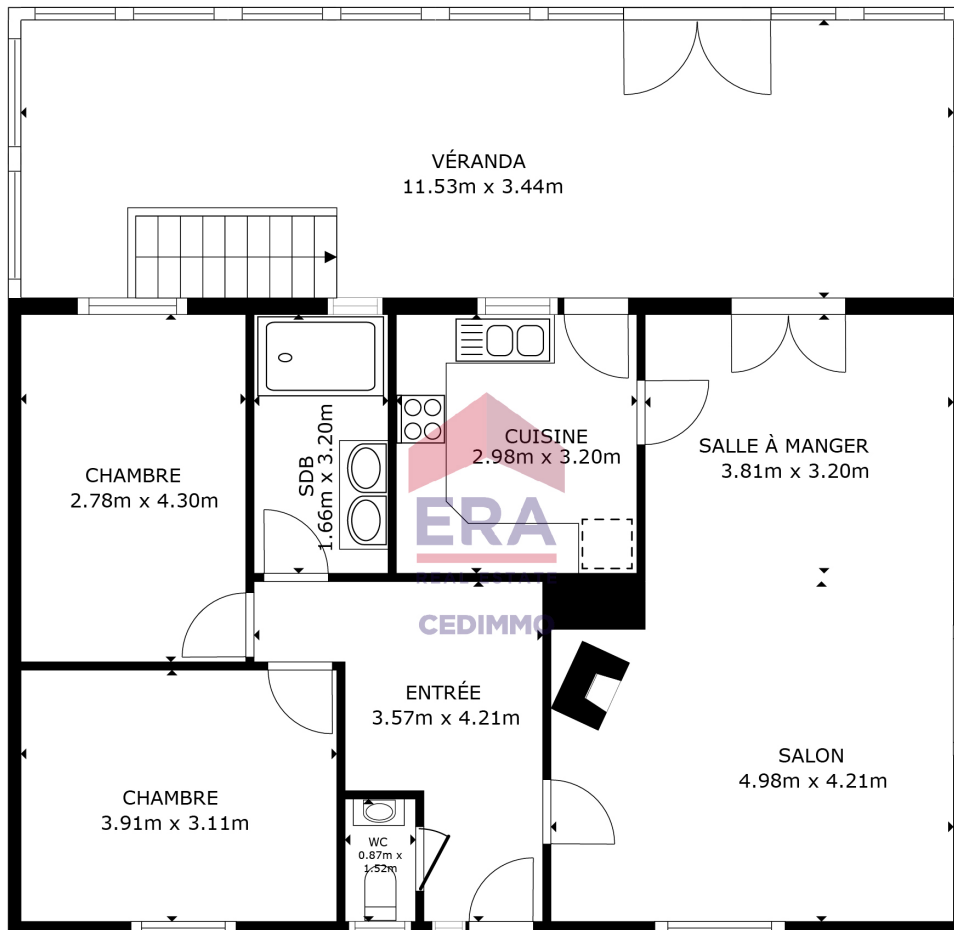 VÉRANDA
11.53m x 3.44m
CHAMBRE
2.78m x 4.30m
SDB
1.66m x 3.20m
CUISINE
2.98m x 3.20m
SALLE À MANGER
3.81m x 3.20m
ERA
REAL ESTATE
CEDIMMO
ENTRÉE
3.57m x 4.21m
SALON
4.98m x 4.21m
CHAMBRE
3.91m x 3.11m
WC
0.87m x
1.52m